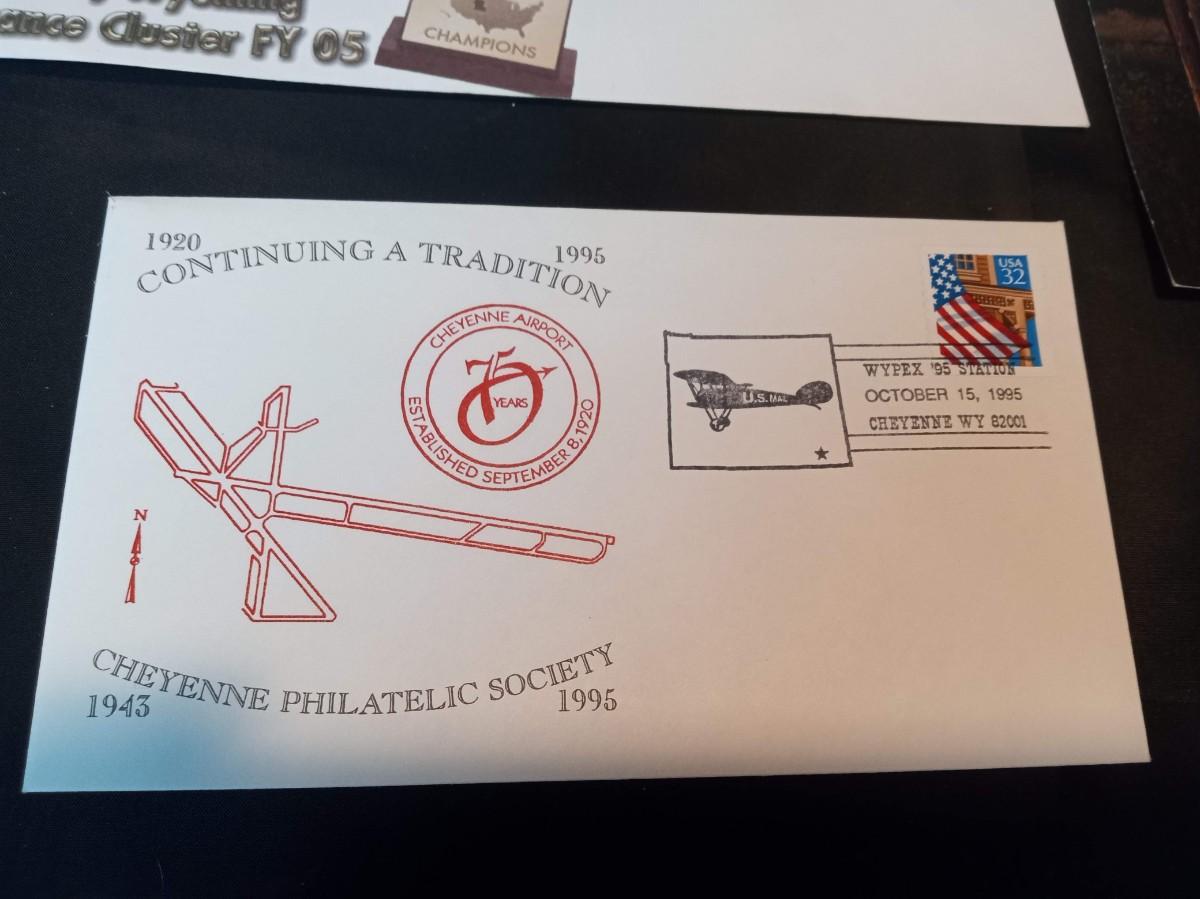 ance Cluster FY 05
CHAMPIONS
1920 1995
CONTINUING A TRADITION
CHEYENNE AIRPORT
75
YEARS
ESTABLISHED SEPTEMBER 8, 1920
N
CHEYENNE PHILATELIC SOCIETY
1943 1995
USA
32
U.S. MAIL
WYPEX '95 STATION
OCTOBER 15, 1995
CHEYENNE WY 82001